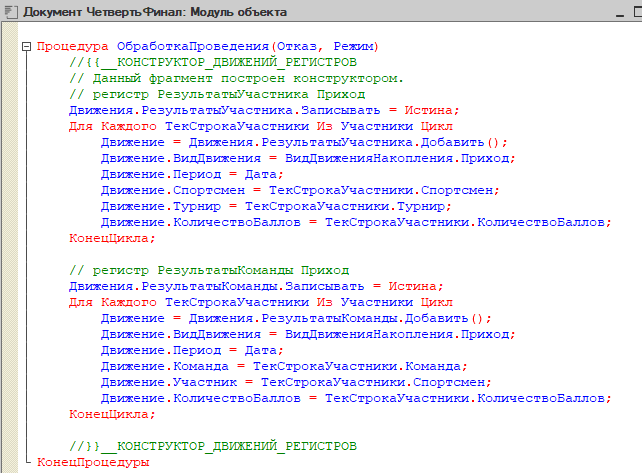 Документ ЧетвертьФинал: Модуль объекта
Процедура ОбработкаПроведения(Отказ, Режим)
//{{__КОНСТРУКТОР_ДВИЖЕНИЙ_РЕГИСТРОВ
// Данный фрагмент построен конструктором.
// регистр РезультатыУчастника Приход
Движения.РезультатыУчастника.Записывать = Истина;
Для Каждого ТекСтрокаУчастники Из Участники Цикл
Движение = Движения.РезультатыУчастника.Добавить();
Движение.ВидДвижения = ВидДвиженияНакопления.Приход;
Движение.Период = Дата;
Движение.Спортсмен = ТекСтрокаУчастники.Спортсмен;
Движение.Турнир = ТекСтрокаУчастники.Турнир;
Движение.КоличествоБаллов = ТекСтрокаУчастники.КоличествоБаллов;
КонецЦикла;
// регистр РезультатыКоманды Приход
Движения.РезультатыКоманды.Записывать = Истина;
Для Каждого ТекСтрокаУчастники Из Участники Цикл
Движение = Движения.РезультатыКоманды.Добавить();
Движение.ВидДвижения = ВидДвиженияНакопления.Приход;
Движение.Период = Дата;
Движение.Команда = ТекСтрокаУчастники.Команда;
Движение.Участник = ТекСтрокаУчастники.Спортсмен;
Движение.КоличествоБаллов = ТекСтрокаУчастники.КоличествоБаллов;
КонецЦикла;
//}}__КОНСТРУКТОР_ДВИЖЕНИЙ_РЕГИСТРОВ
КонецПроцедуры